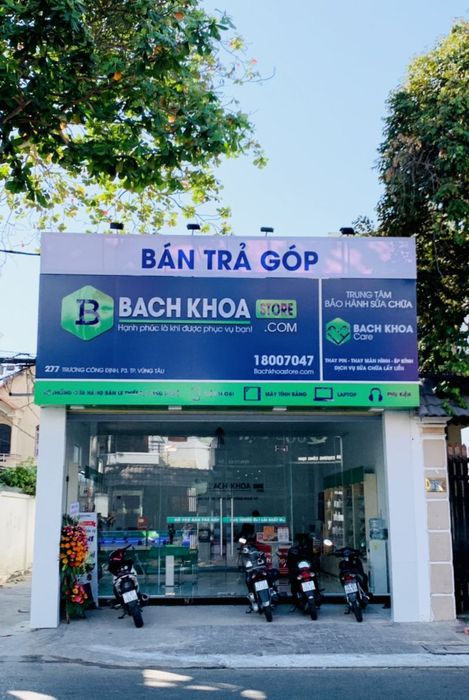 BÁN TRẢ GÓP
B
BACH KHOA STORE
.COM
Hạnh phúc là khi được phục vụ bạn!
277 TRƯƠNG CÔNG ĐỊNH, P3, TP. VŨNG TÀU
18007047
Bachkhoastore.com
TRUNG TÂM
BẢO HÀNH SỬA CHỮA
BACH KHOA
Care
THAY PIN - THAY MÀN HÌNH - ÉP KÍNH
DỊCH VỤ SỬA CHỮA LẤY LIỀN
MÁY TÍNH BẢNG
LAPTOP
PHỤ KIỆN
BACH KHOA